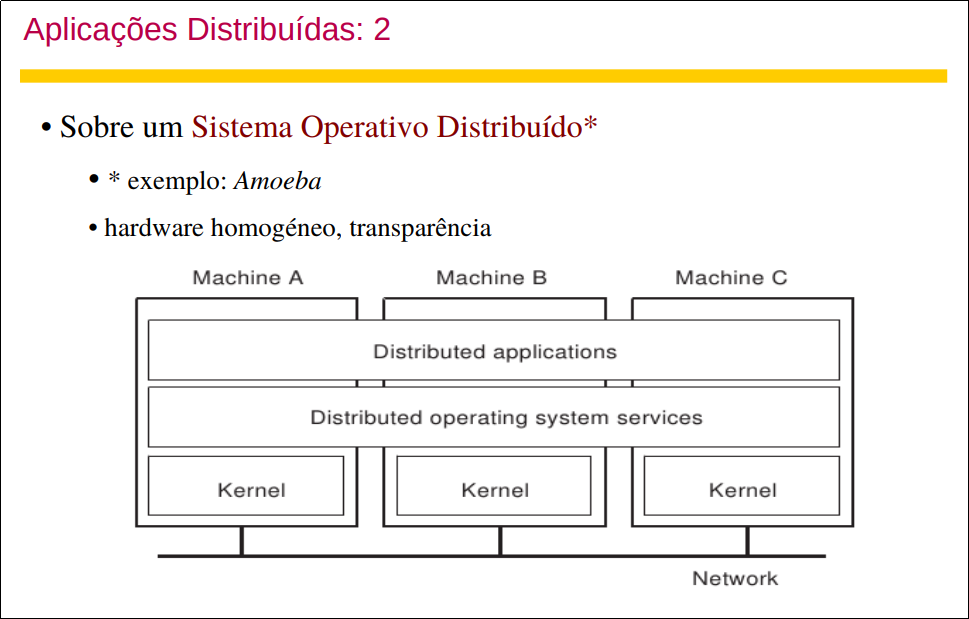 Aplicações Distribuídas: 2
• Sobre um Sistema Operativo Distribuído*
• * exemplo: Amoeba
• hardware homogéneo, transparência
Machine A Machine B Machine C
Distributed applications
Distributed operating system services
Kernel Kernel Kernel
Network